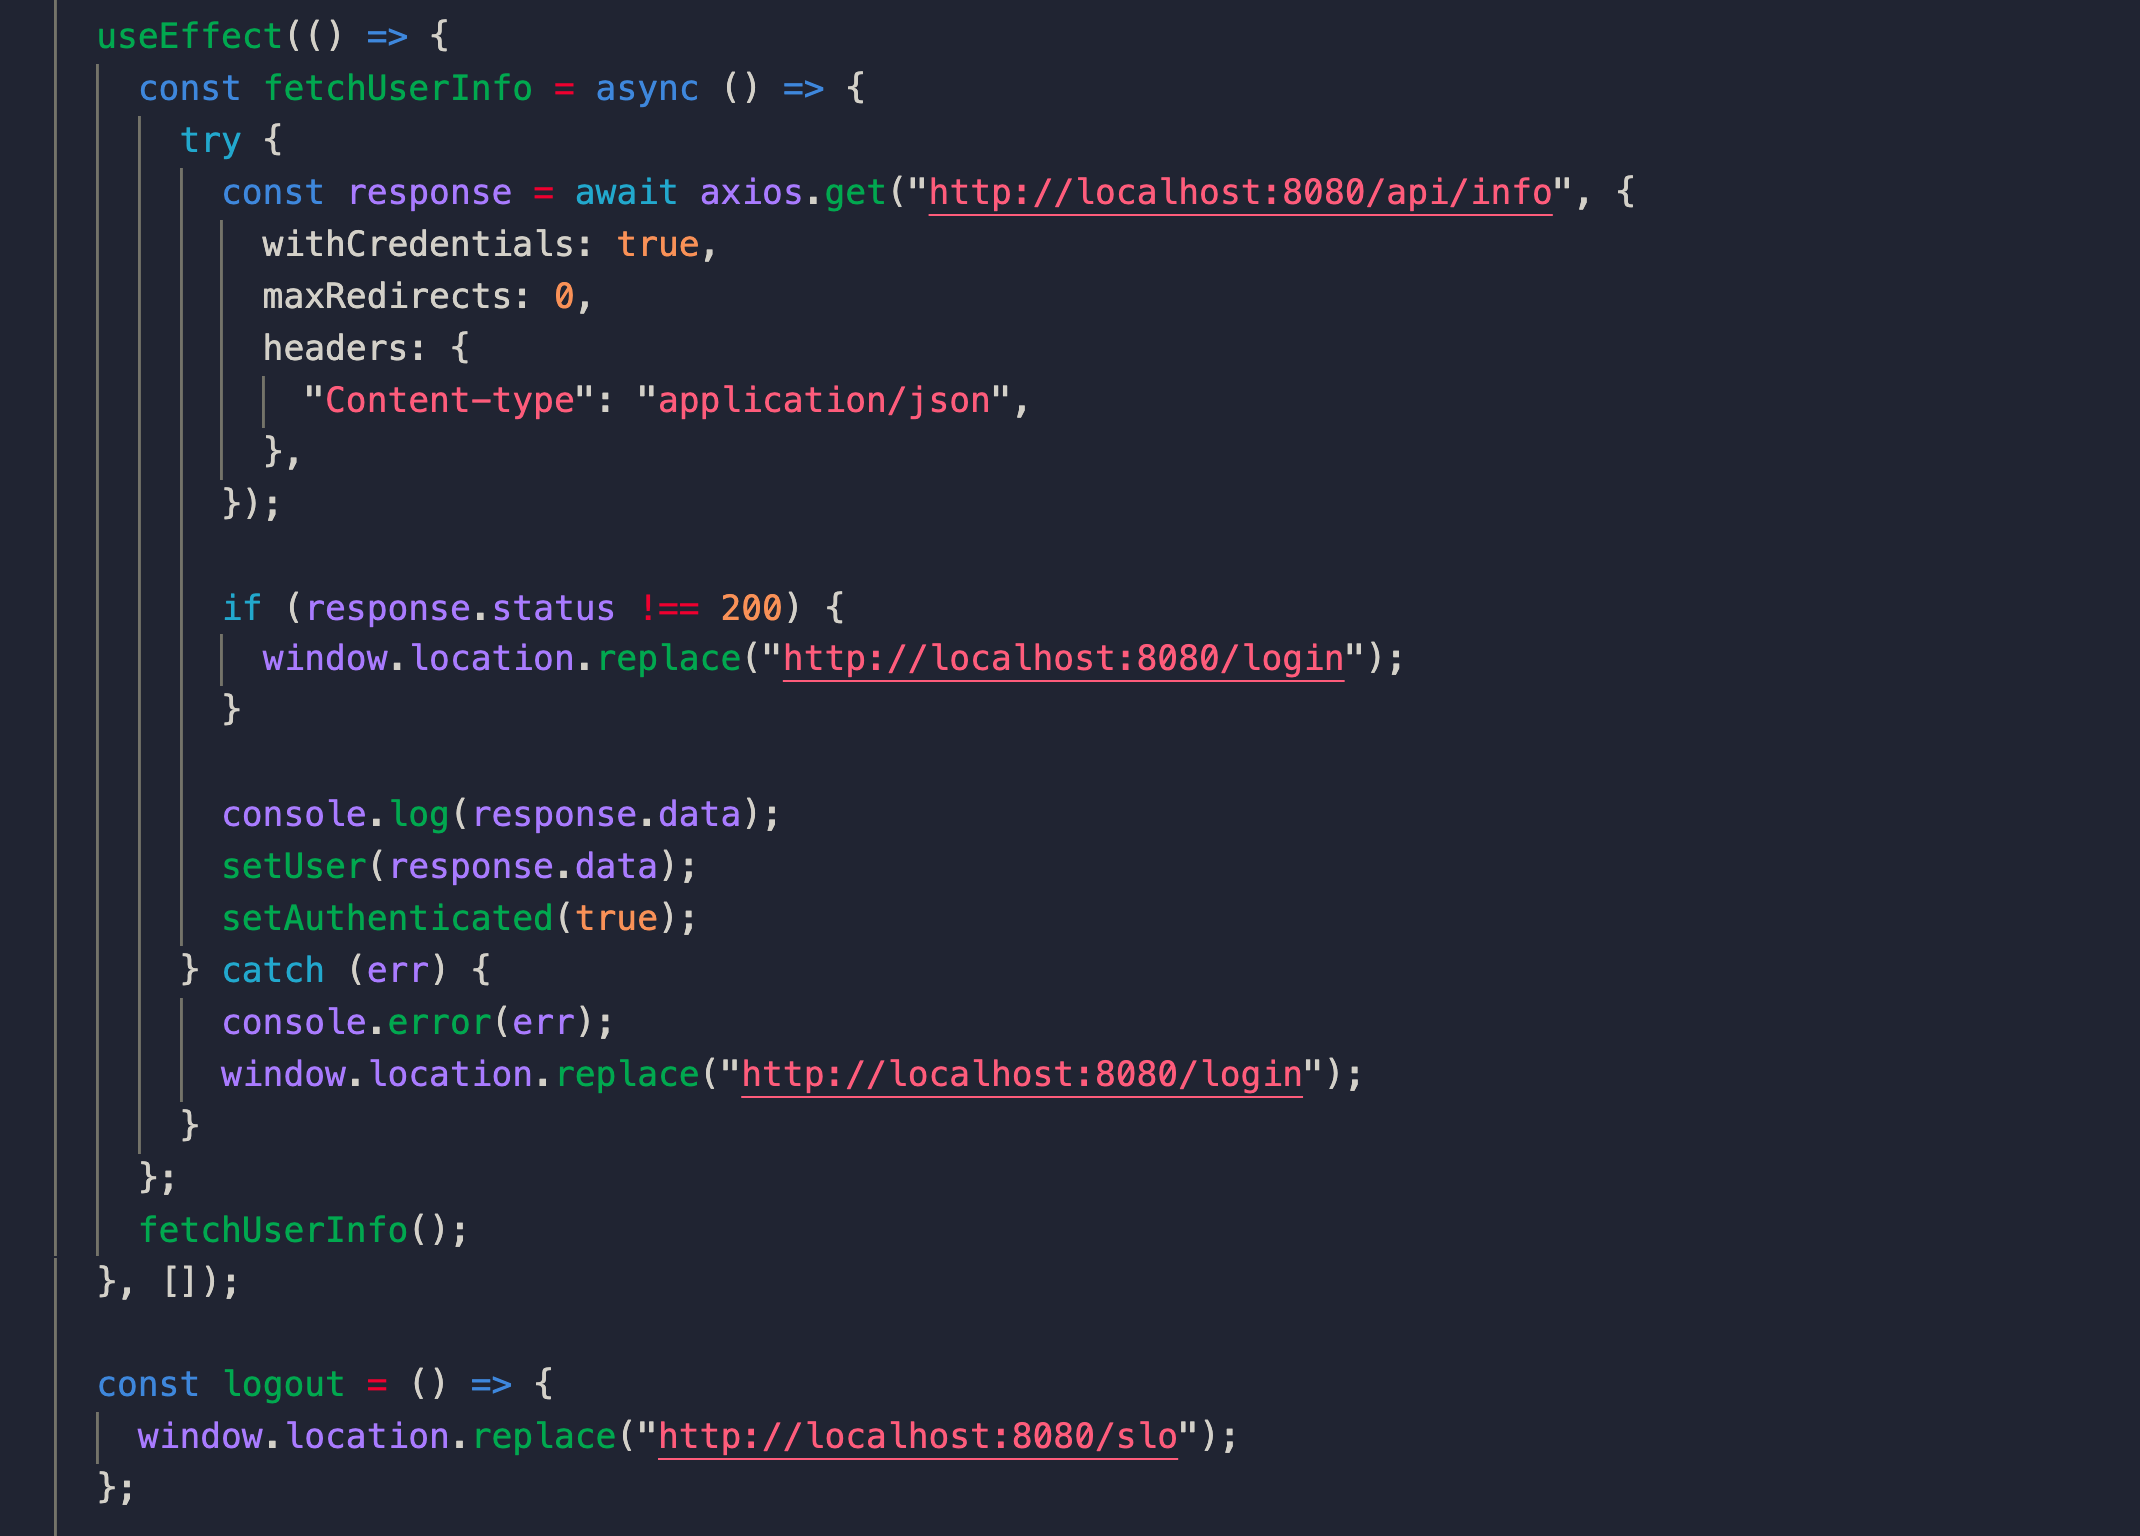 useEffect(() => {
const fetchUserInfo = async () => {
try {
const response = await axios.get("http://localhost:8080/api/info", {
withCredentials: true,
maxRedirects: 0,
headers: {
"Content-type": "application/json",
},
});
if (response.status !== 200) {
window.location.replace("http://localhost:8080/login");
}
console.log(response.data);
setUser(response.data);
setAuthenticated(true);
} catch (err) {
console.error(err);
window.location.replace("http://localhost:8080/login");
}
};
fetchUserInfo();
}, []);
const logout = () => {
window.location.replace("http://localhost:8080/slo");
};